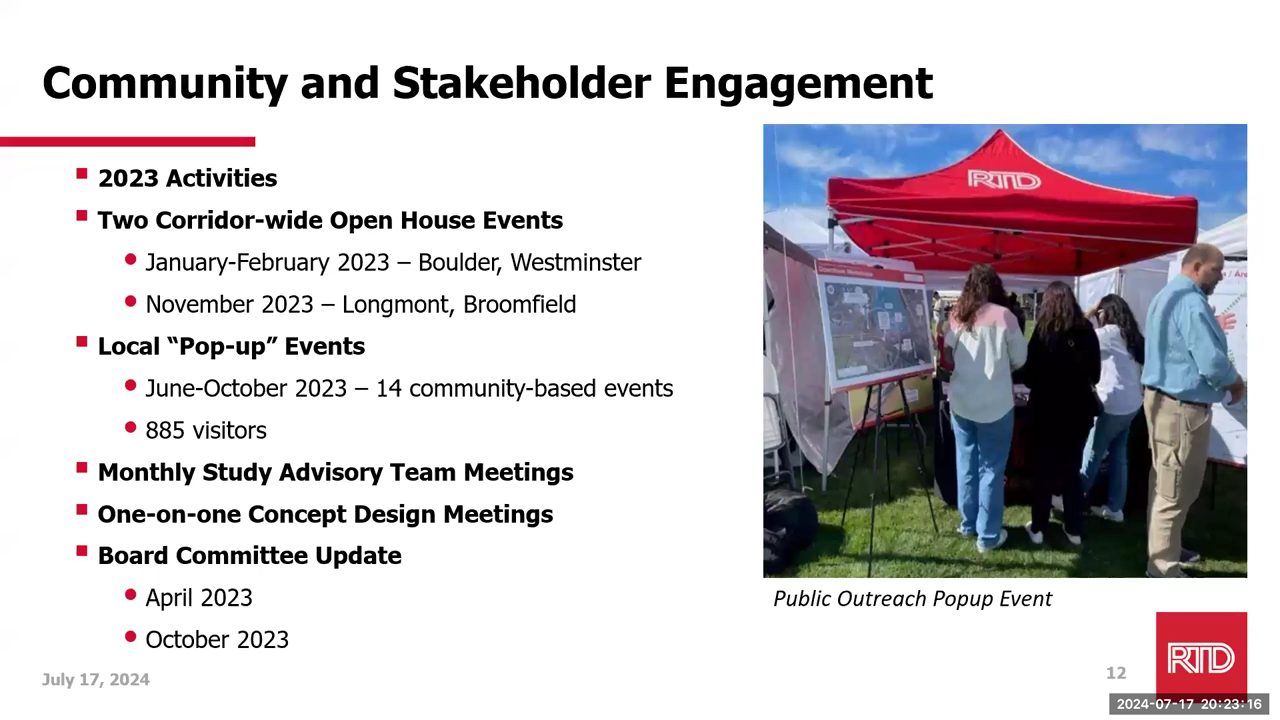 Community and Stakeholder Engagement
2023 Activities
Two Corridor-wide Open House Events
January-February 2023 – Boulder, Westminster
November 2023 – Longmont, Broomfield
Local “Pop-up” Events
June-October 2023 – 14 community-based events
885 visitors
Monthly Study Advisory Team Meetings
One-on-one Concept Design Meetings
Board Committee Update
April 2023
October 2023
RTD
Public Outreach Popup Event
July 17, 2024
12
RTD
2024-07-17 20:23:16